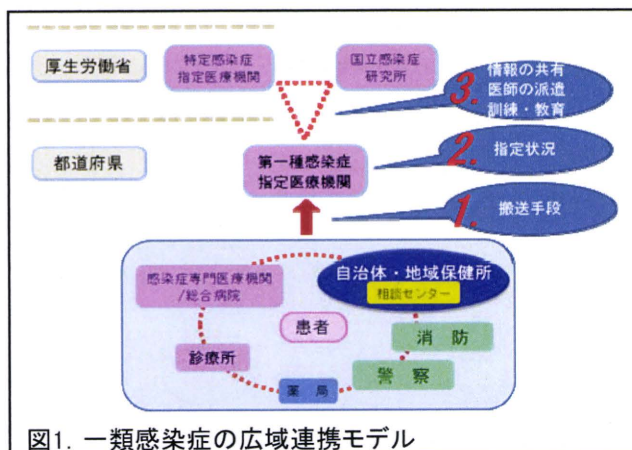 厚生労働省
特定感染症
指定医療機関
国立感染症
研究所
3.
情報の共有
医師の派遣
訓練・教育
都道府県
第一種感染症
指定医療機関
2.
指定状況
1.
搬送手段
感染症専門医療機関
/総合病院
自治体・地域保健所
相談センター
患者
消 防
診療所
警 察
薬 局
図1. 一類感染症の広域連携モデル